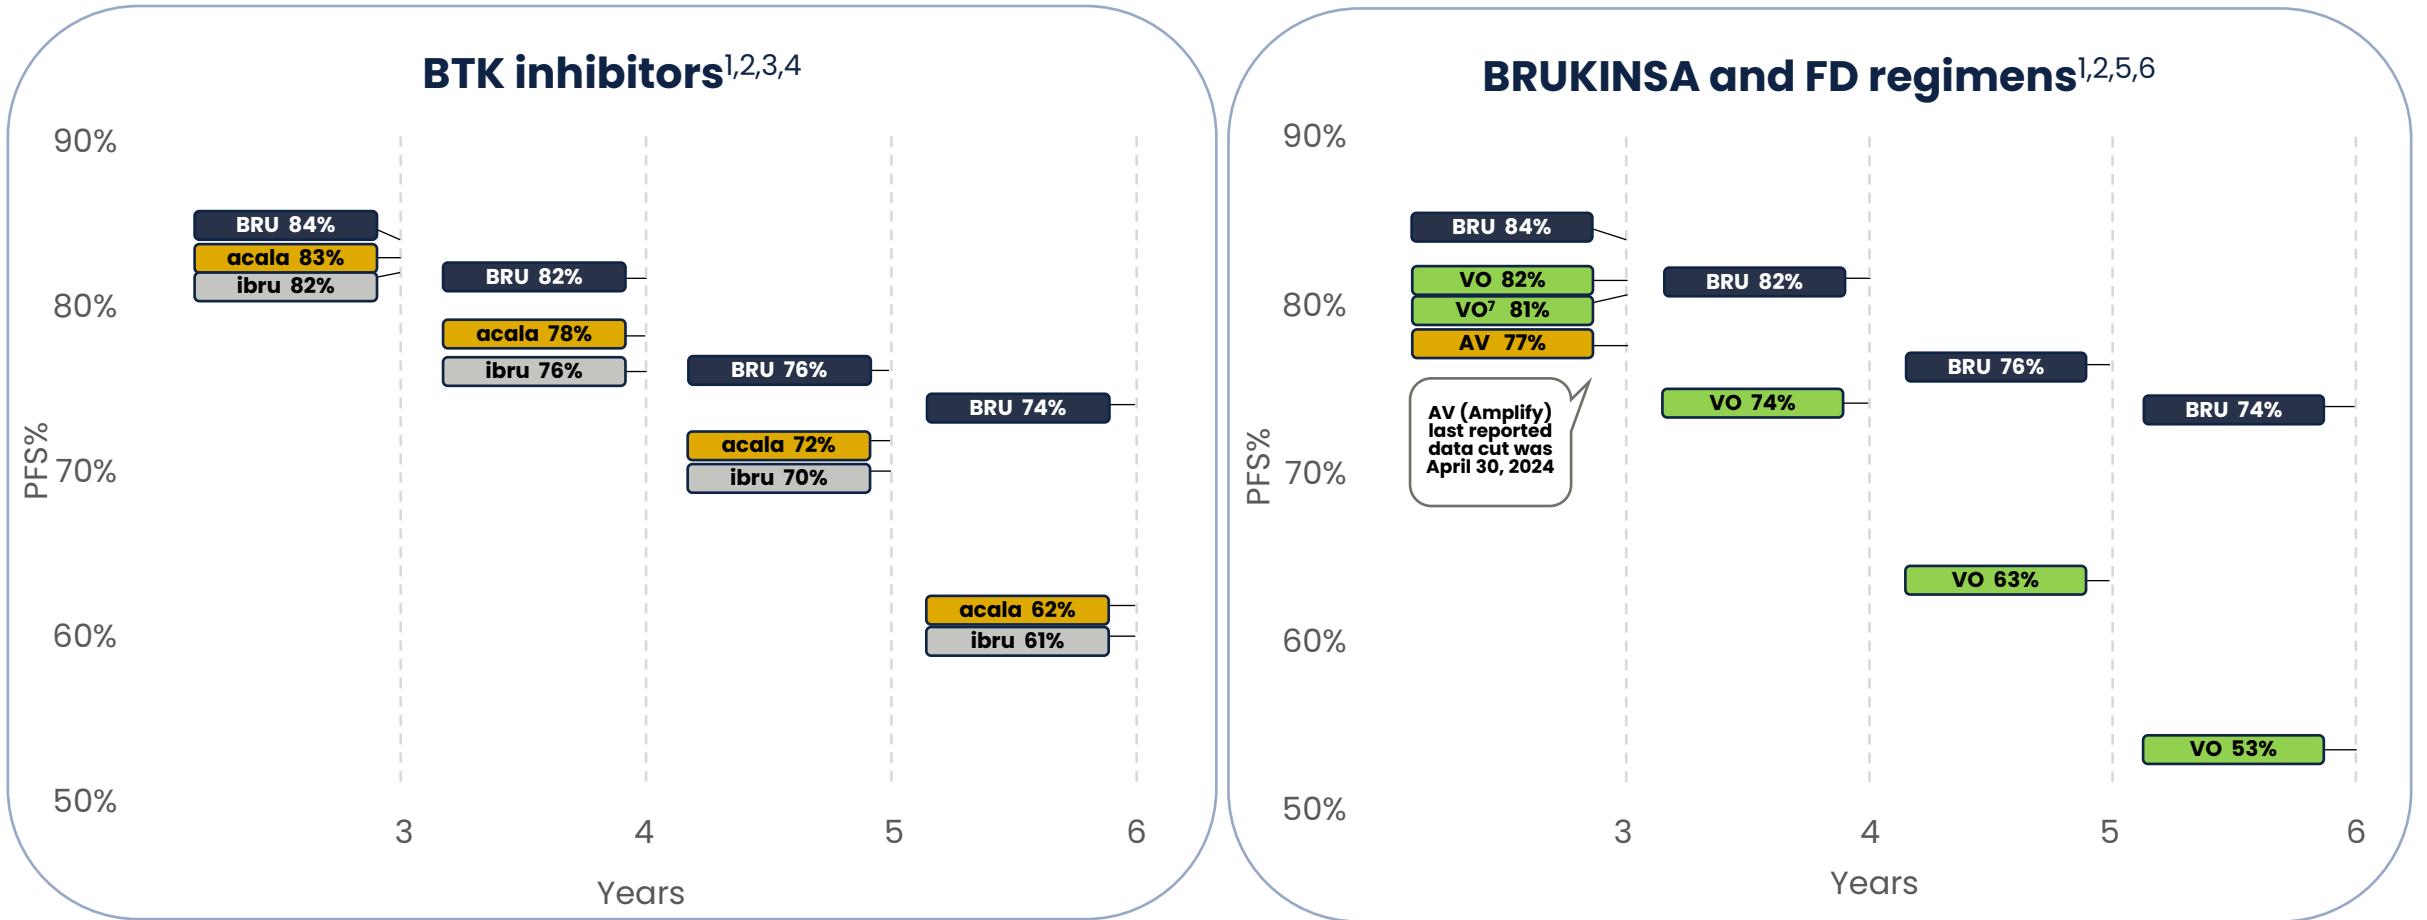 BTK inhibitors1,2,3,4
90%
80%
70%
60%
50%
PFS%
BRU 84%
acala 83%
ibru 82%
BRU 82%
acala 78%
ibru 76%
BRU 76%
acala 72%
ibru 70%
BRU 74%
acala 62%
ibru 61%
3 4 5 6
Years
BRUKINSA and FD regimens1,2,5,6
90%
80%
70%
60%
50%
PFS%
BRU 84%
VO 82%
VO7 81%
AV 77%
AV (Amplify)
last reported
data cut was
April 30, 2024
BRU 82%
VO 74%
BRU 76%
VO 63%
BRU 74%
VO 53%
3 4 5 6
Years